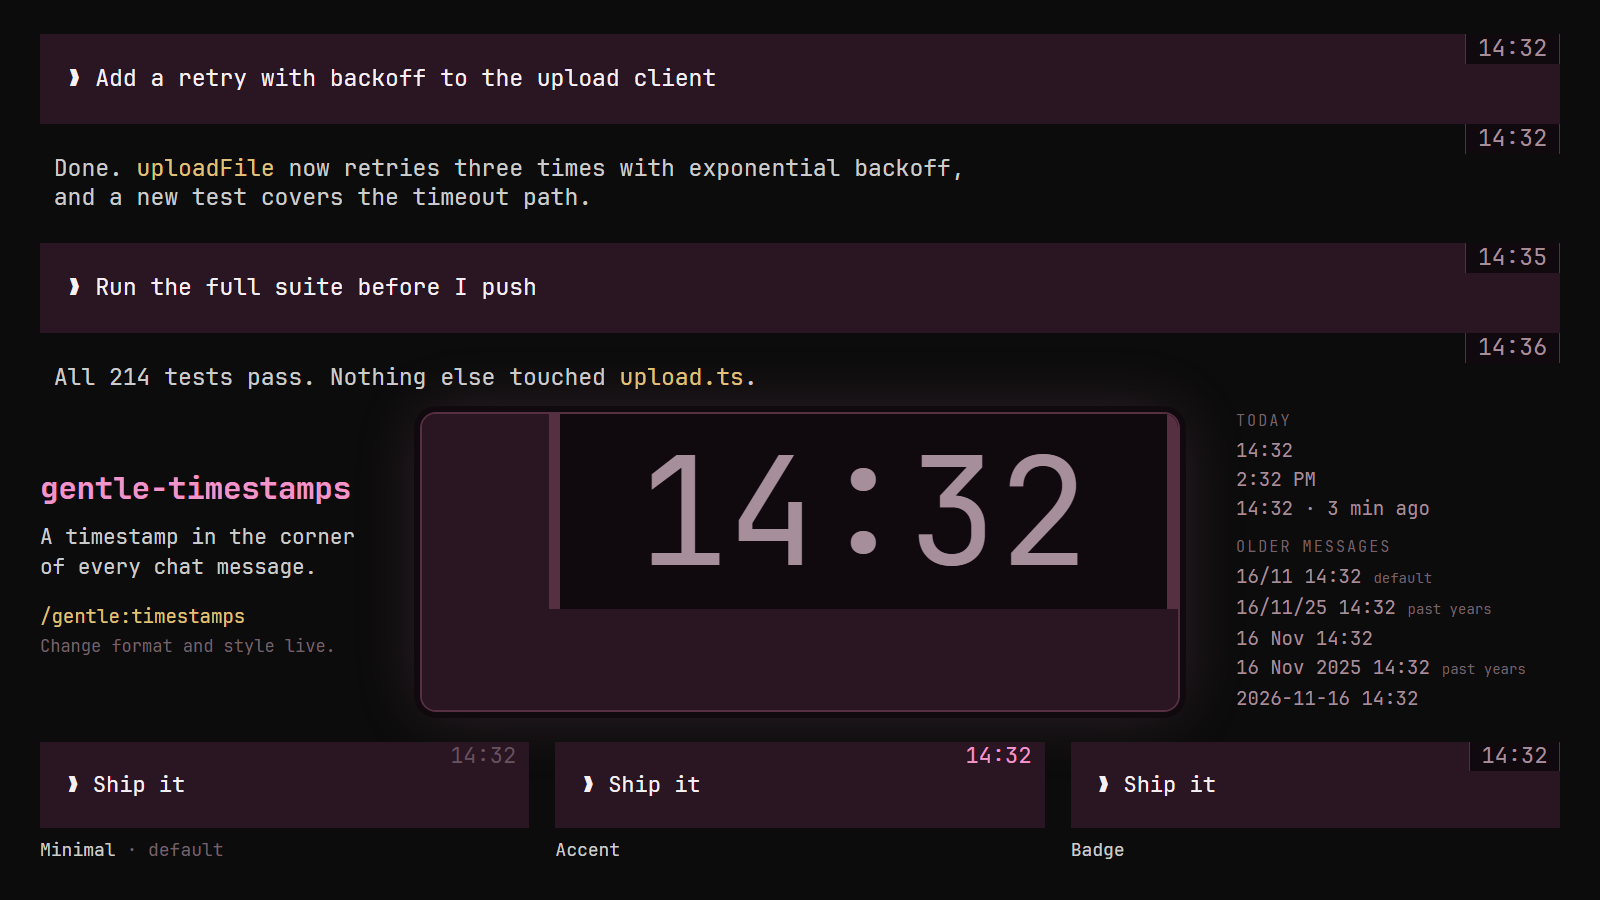 14:32
❫ Add a retry with backoff to the upload client
14:32
Done. uploadFile now retries three times with exponential backoff,
and a new test covers the timeout path.
14:35
❫ Run the full suite before I push
14:36
All 214 tests pass. Nothing else touched upload.ts.
gentle-timestamps
A timestamp in the corner
of every chat message.
/gentle:timestamps
Change format and style live.
14:32
TODAY
14:32
2:32 PM
14:32 · 3 min ago
OLDER MESSAGES
16/11 14:32 default
16/11/25 14:32 past years
16 Nov 14:32
16 Nov 2025 14:32 past years
2026-11-16 14:32
14:32
❫ Ship it
Minimal · default
14:32
❫ Ship it
Accent
14:32
❫ Ship it
Badge